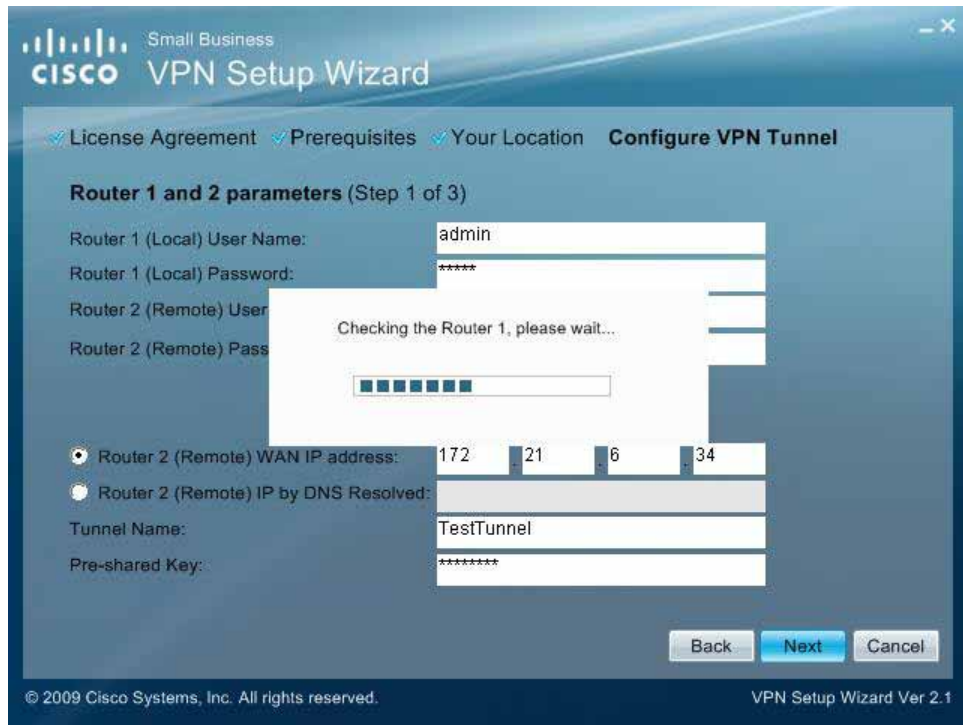 Small Business
CISCO VPN Setup Wizard
License Agreement Prerequisites Your Location Configure VPN Tunnel
Router 1 and 2 parameters (Step 1 of 3)
Router 1 (Local) User Name: admin
Router 1 (Local) Password: *****
Router 2 (Remote) User
Checking the Router 1, please wait...
Router 2 (Remote) Pass
Router 2 (Remote) WAN IP address: 172 . 21 . 6 . 34
Router 2 (Remote) IP by DNS Resolved:
Tunnel Name: TestTunnel
Pre-shared Key: ********
Back Next Cancel
© 2009 Cisco Systems, Inc. All rights reserved. VPN Setup Wizard Ver 2.1